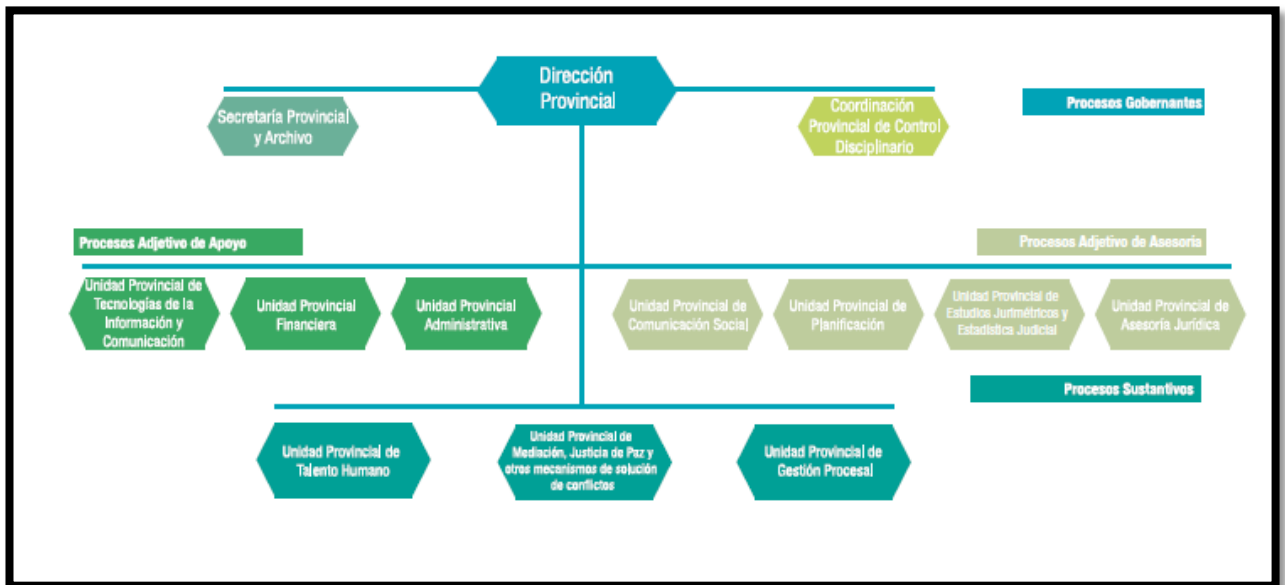 Dirección
Provincial
Secretaría Provincial
y Archivo
Coordinación
Provincial de Control
Disciplinario
Procesos Gobernantes
Procesos Adjetivo de Apoyo
Procesos Adjetivo de Asesoria
Unidad Provincial de
Tecnologías de la
Información y
Comunicación
Unidad Provincial
Financiera
Unidad Provincial
Administrativa
Unidad Provincial de
Comunicación Social
Unidad Provincial de
Planificación
Unidad Provincial de
Estudios Jurimétricos y
Estadística Judicial
Unidad Provincial de
Asesoría Jurídica
Procesos Sustantivos
Unidad Provincial de
Talento Humano
Unidad Provincial de
Mediación, Justicia de Paz y
otros mecanismos de solución
de conflictos
Unidad Provincial de
Gestión Procesal